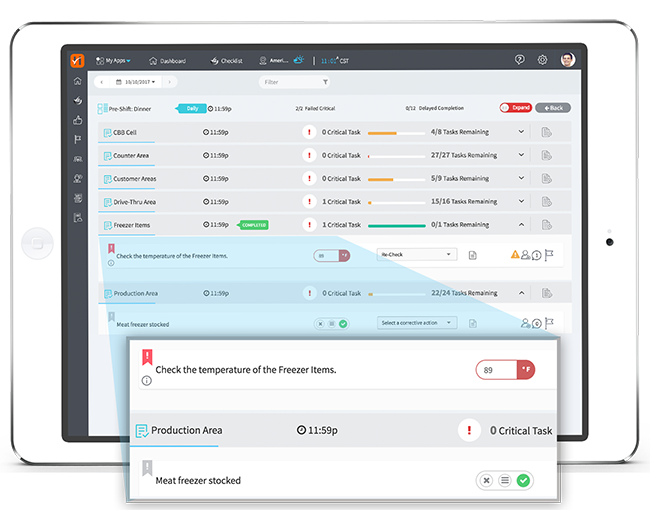 My Apps Dashboard Checklist Ameri... 11:01 A CST
10/10/2017 Filter
Pre-Shift: Dinner Daily 11:59p 2/2 Failed Critical 0/12 Delayed Completion Expand Back
CBB Cell 11:59p ! 0 Critical Task 4/8 Tasks Remaining
Counter Area 11:59p ! 0 Critical Task 27/27 Tasks Remaining
Customer Areas 11:59p ! 0 Critical Task 5/9 Tasks Remaining
Drive-Thru Area 11:59p ! 1 Critical Task 15/16 Tasks Remaining
Freezer Items 11:59p COMPLETED ! 1 Critical Task 0/1 Tasks Remaining
Check the temperature of the Freezer Items. 89 °F Re-Check
Production Area 11:59p ! 0 Critical Task 22/24 Tasks Remaining
Meat freezer stocked Select a corrective action
! Check the temperature of the Freezer Items. 89 °F
Production Area 11:59p ! 0 Critical Task
! Meat freezer stocked